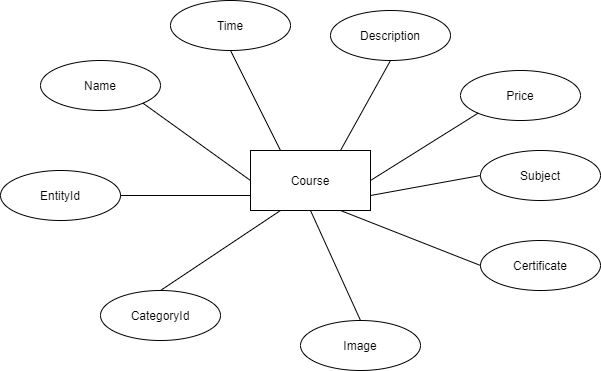 Time
Description
Name
Price
Course
Subject
EntityId
Certificate
CategoryId
Image